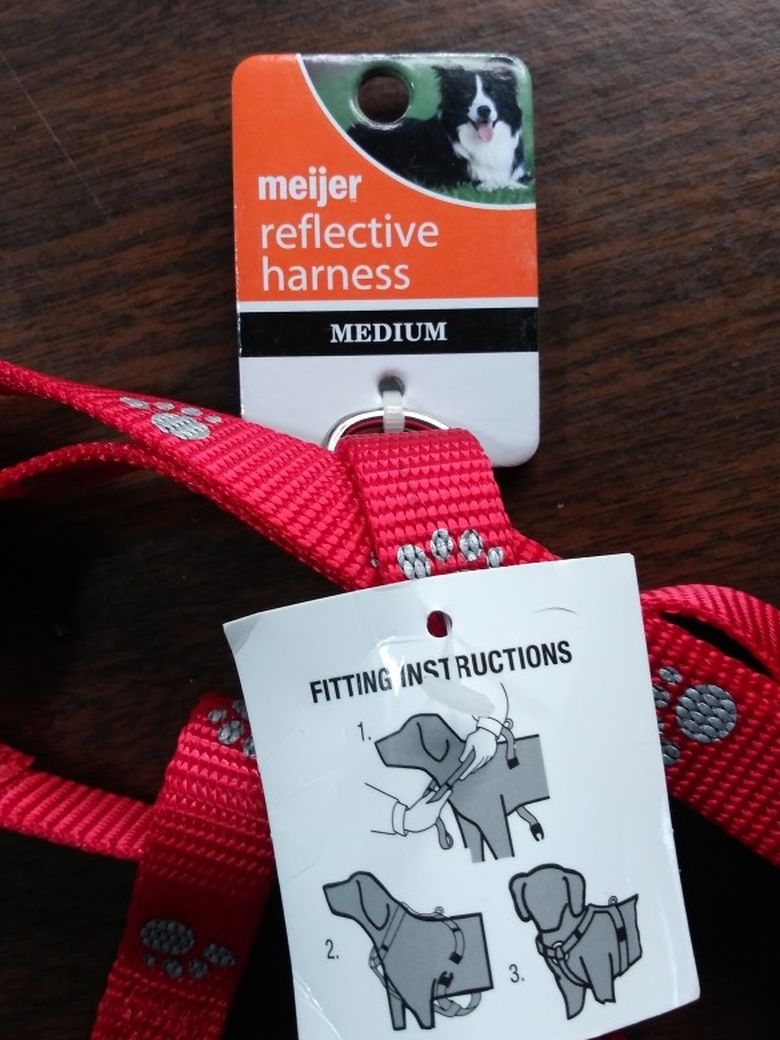 meijer
reflective
harness
MEDIUM
FITTING INSTRUCTIONS
1.
2.
3.